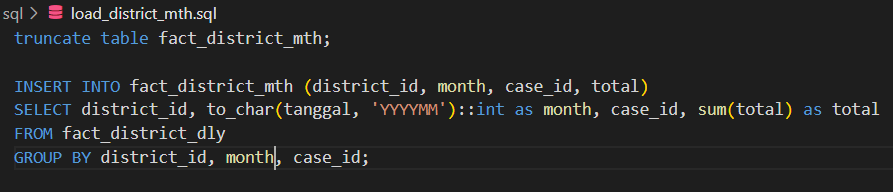 sql > load_district_mth.sql
truncate table fact_district_mth;
INSERT INTO fact_district_mth (district_id, month, case_id, total)
SELECT district_id, to_char(tanggal, 'YYYYMM')::int as month, case_id, sum(total) as total
FROM fact_district_dly
GROUP BY district_id, month, case_id;